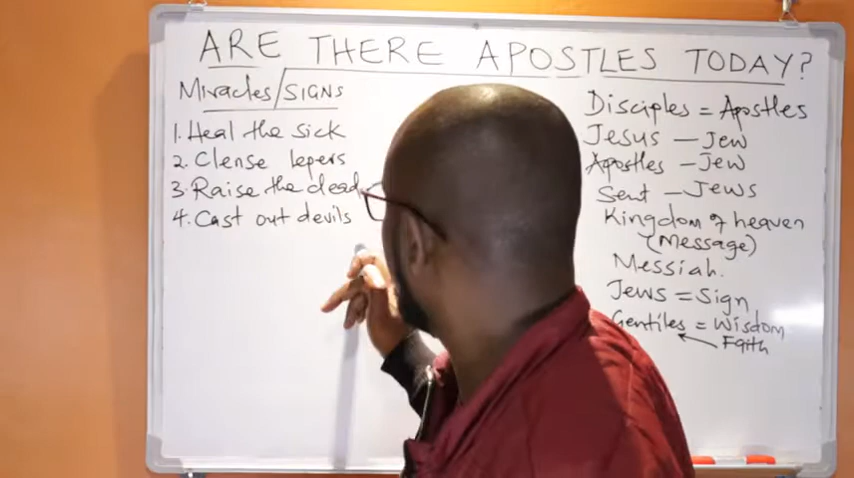 ARE THERE APOSTLES TODAY?
Miracles/SIGNS
1. Heal the sick
2. Clense lepers
3. Raise the dead
4. Cast out devils
Disciples = Apostles
Jesus — Jew
Apostles — Jew
Sent — Jews
Kingdom of heaven
(Message)
Messiah.
Jews = Sign
Gentiles = Wisdom
Faith